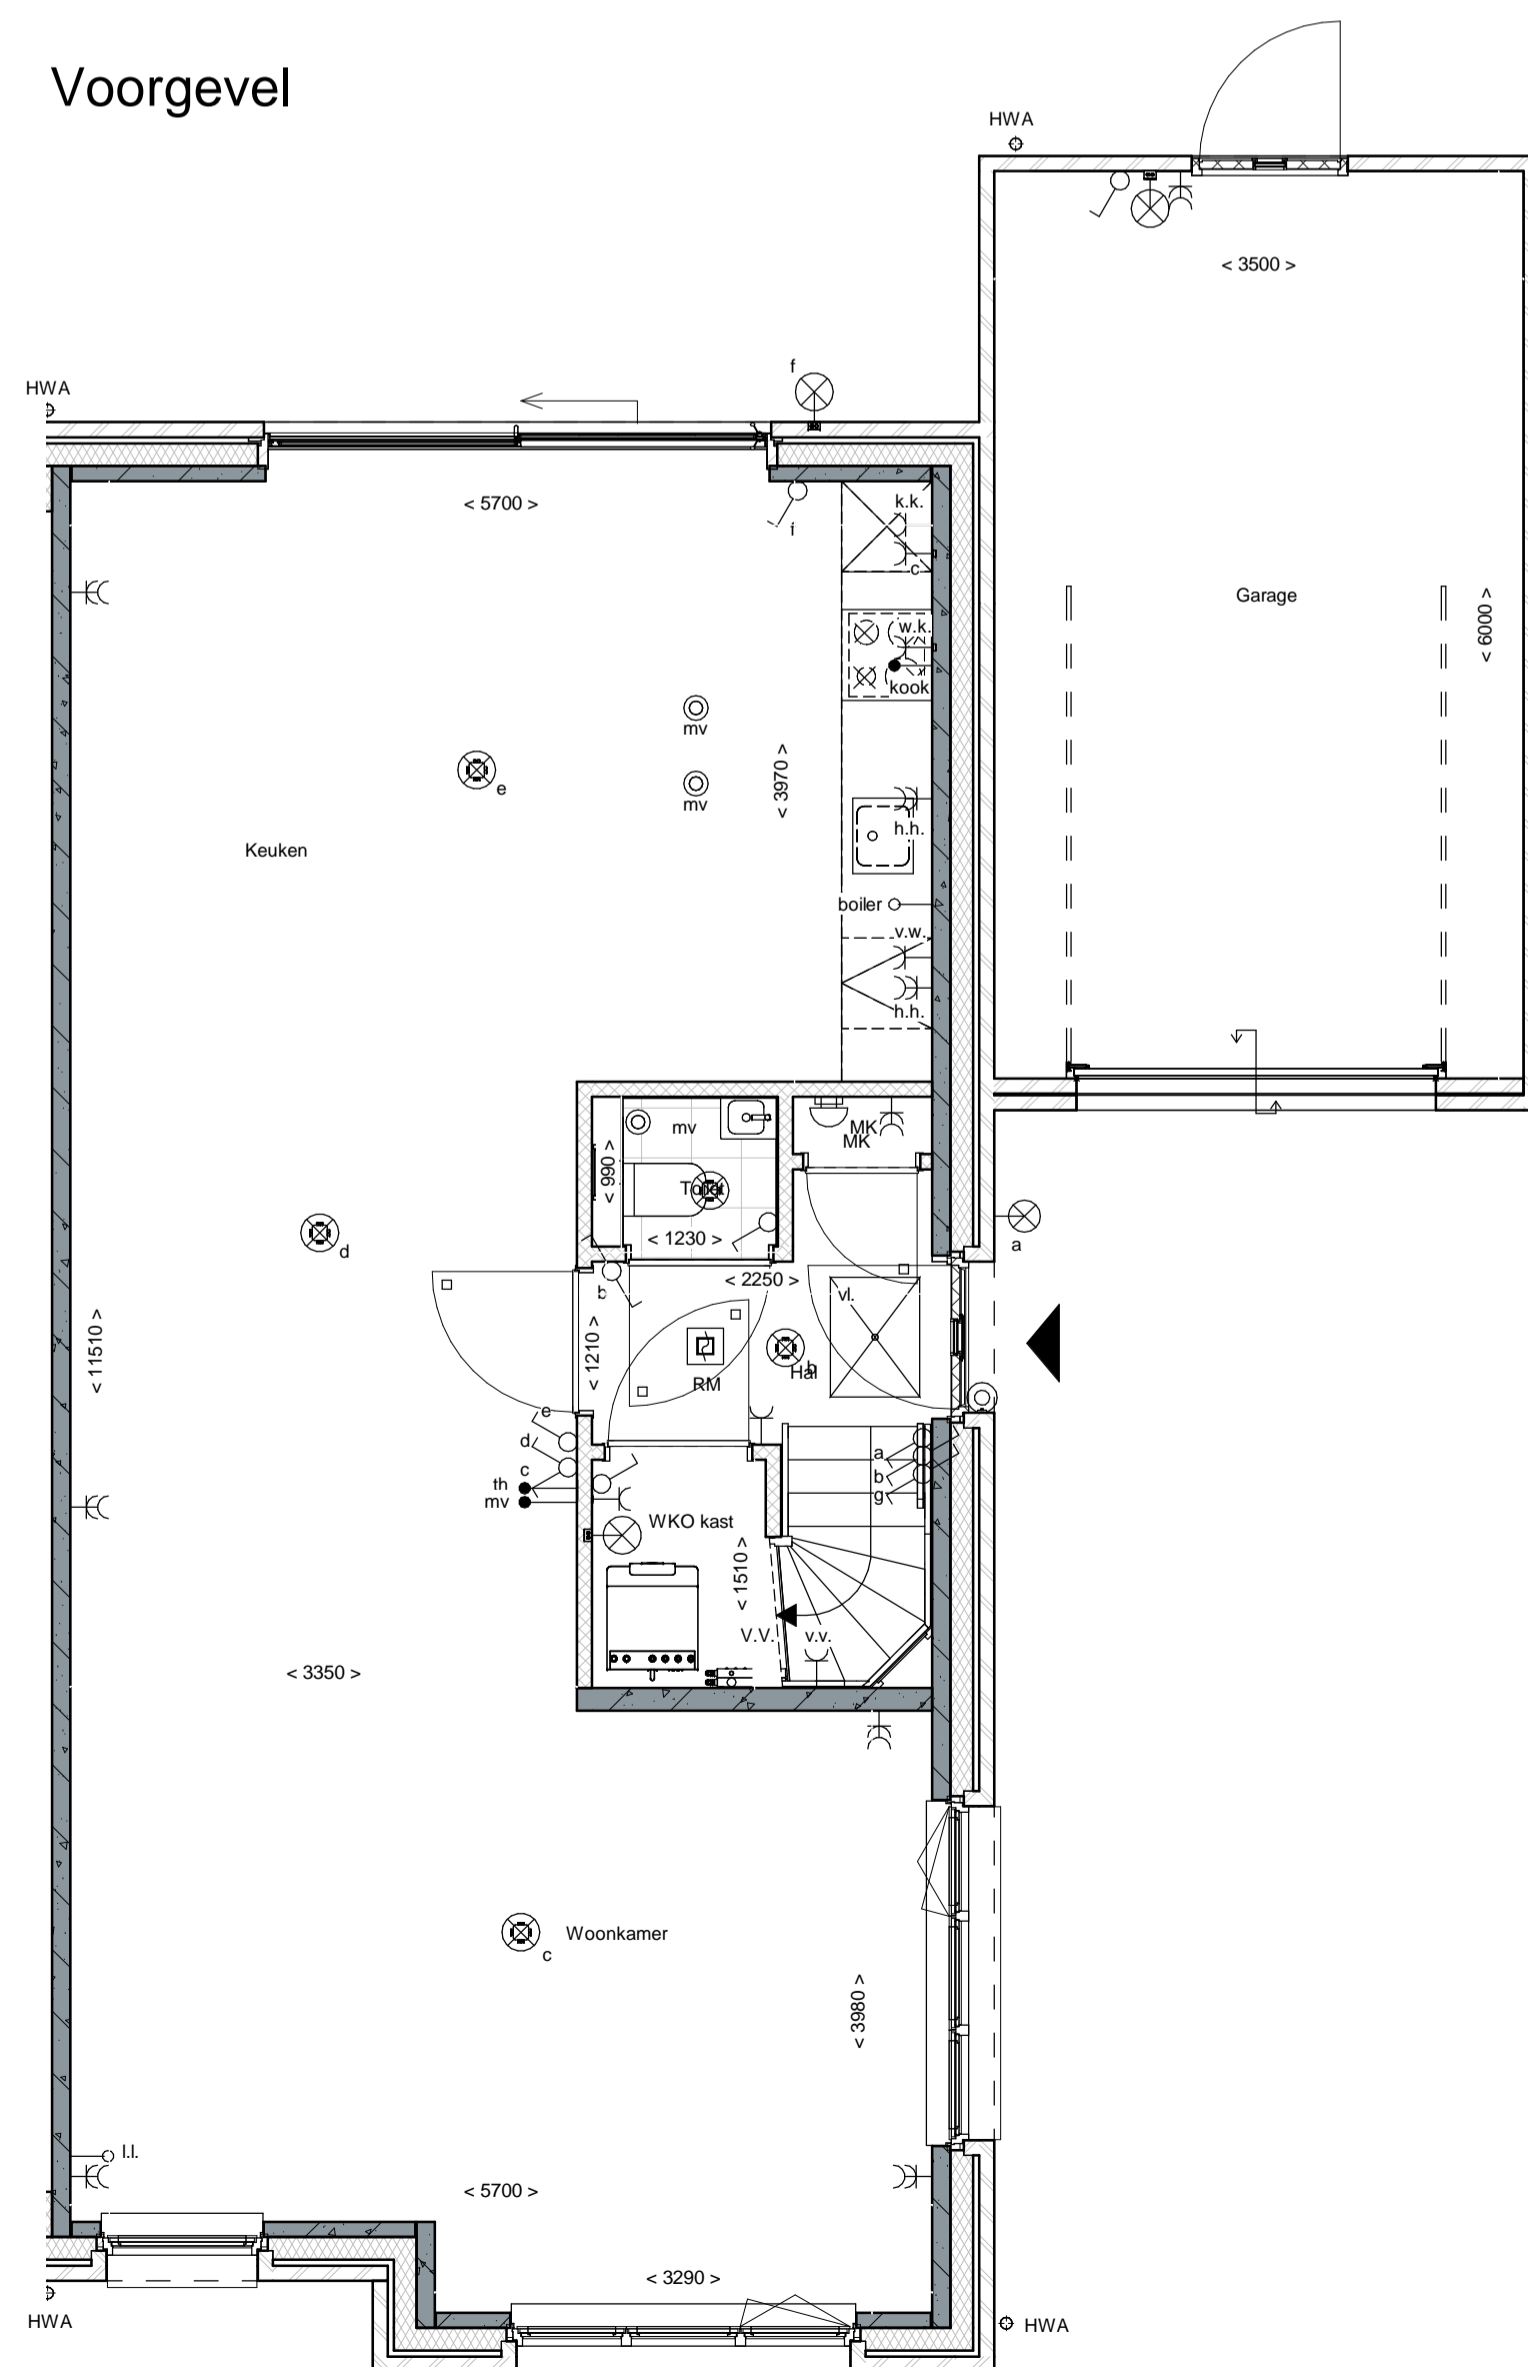 Voorgevel
HWA
< 3500 >
f
HWA
< 5700 >
k.k.
f
c
Garage
< 6000 >
w.k.
kook
mv
< 3970 >
e
mv
h.h.
Keuken
boiler
v.w.
h.h.
mv
MK
MK
< 990 >
Toilet
a
< 1230 >
d
< 2250 >
b
vl.
< 11510 >
< 1210 >
b
Hal
RM
e
d
a
c
th
b
mv
g
WKO kast
< 1510 >
V.V.
v.v.
< 3350 >
Woonkamer
c
< 3980 >
l.l.
< 5700 >
< 3290 >
HWA
HWA